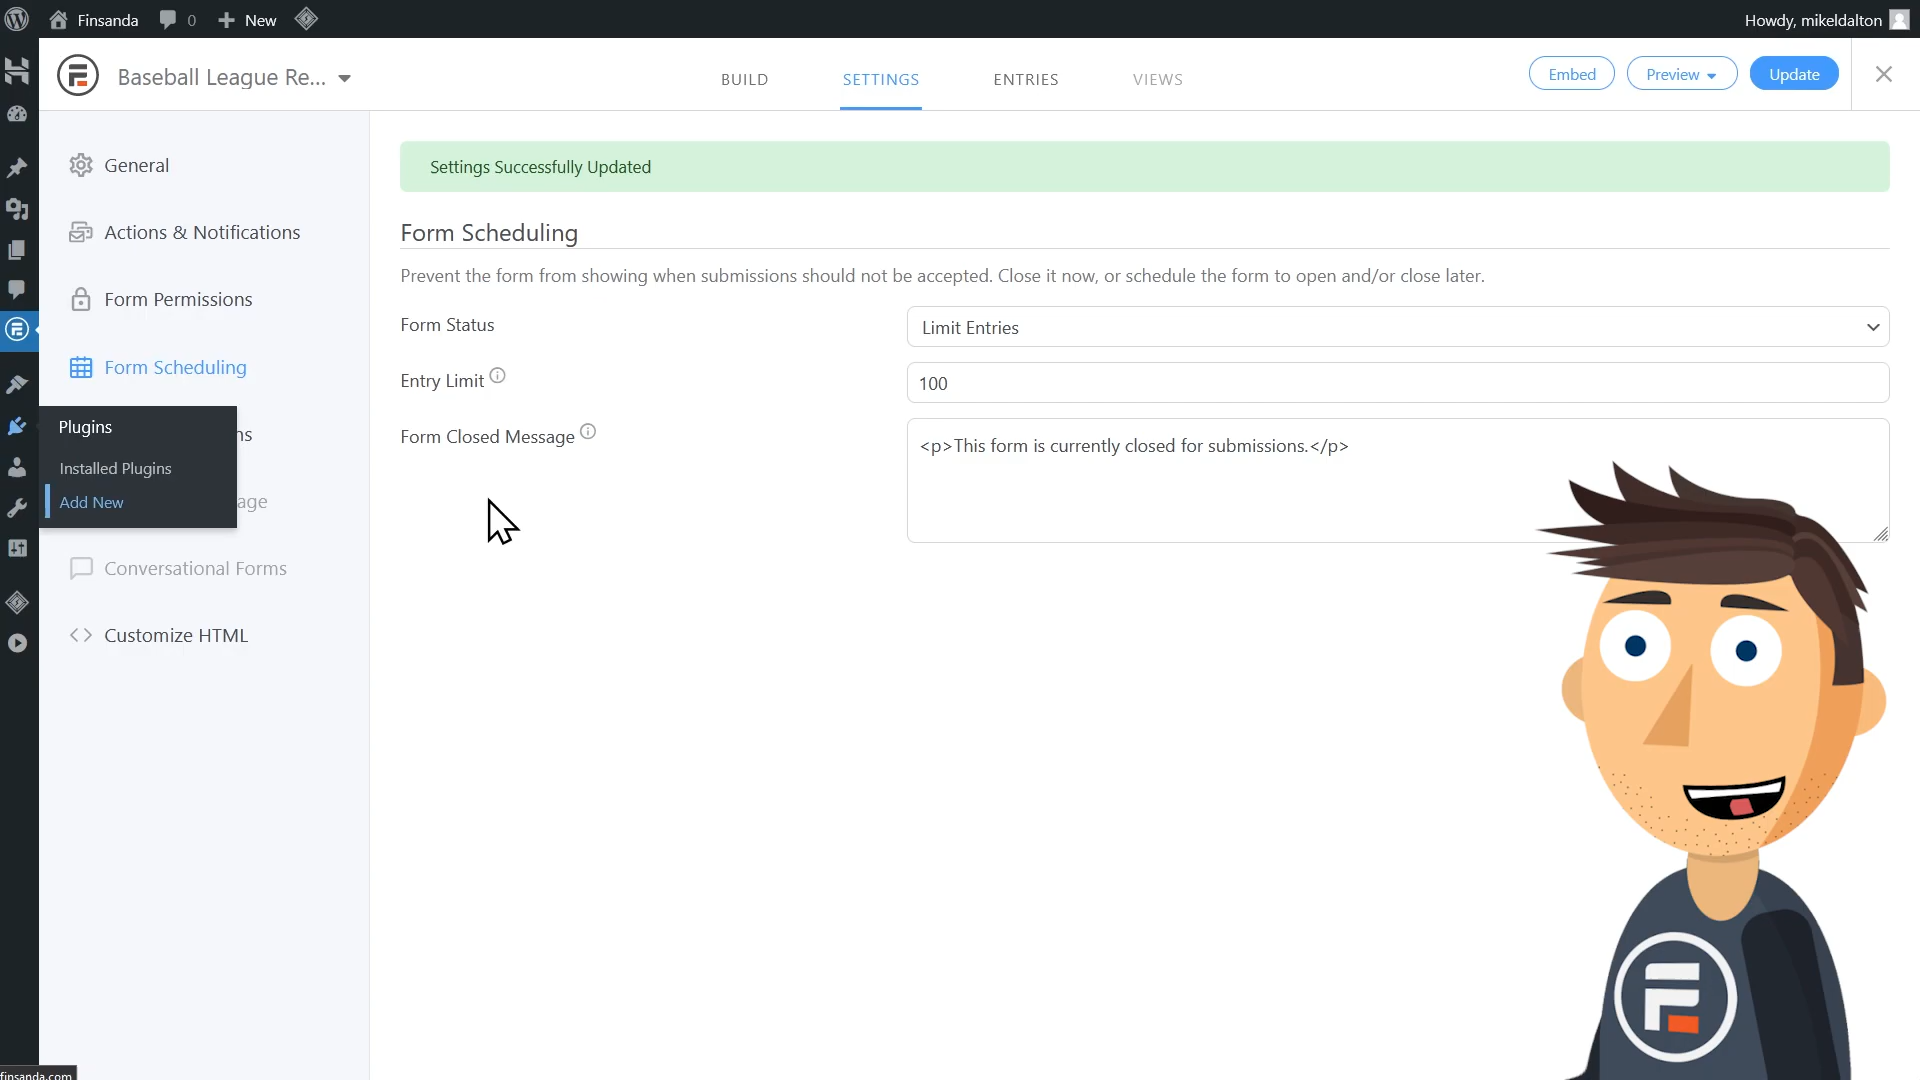 Finsanda
0
New
Howdy, mikeldalton
Baseball League Re...
BUILD
SETTINGS
ENTRIES
VIEWS
Embed
Preview
Update
General
Actions & Notifications
Form Permissions
Form Scheduling
Plugins
ns
Installed Plugins
Add New
age
Conversational Forms
Customize HTML
Settings Successfully Updated
Form Scheduling
Prevent the form from showing when submissions should not be accepted. Close it now, or schedule the form to open and/or close later.
Form Status
Limit Entries
Entry Limit
100
Form Closed Message
<p>This form is currently closed for submissions.</p>
finsanda.com